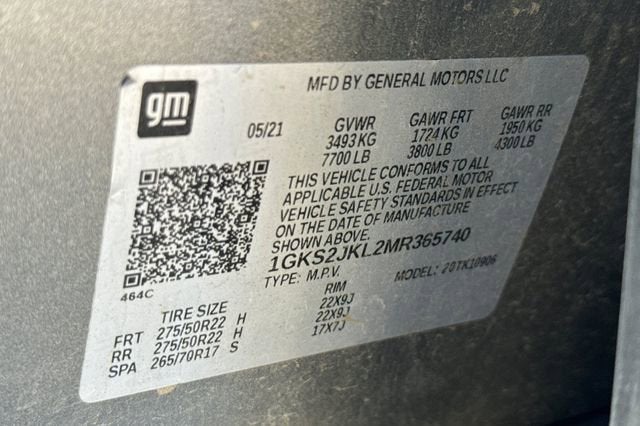 gm
MFD BY GENERAL MOTORS LLC
05/21 GVWR GAWR FRT GAWR RR
3493 KG 1724 KG 1950 KG
7700 LB 3800 LB 4300 LB
THIS VEHICLE CONFORMS TO ALL
APPLICABLE U.S. FEDERAL MOTOR
VEHICLE SAFETY STANDARDS IN EFFECT
ON THE DATE OF MANUFACTURE
SHOWN ABOVE.
1GKS2JKL2MR365740
TYPE: M.P.V. MODEL: 20TK10906
464C
TIRE SIZE RIM
FRT 275/50R22 H 22X9J
RR 275/50R22 H 22X9J
SPA 265/70R17 S 17X7J